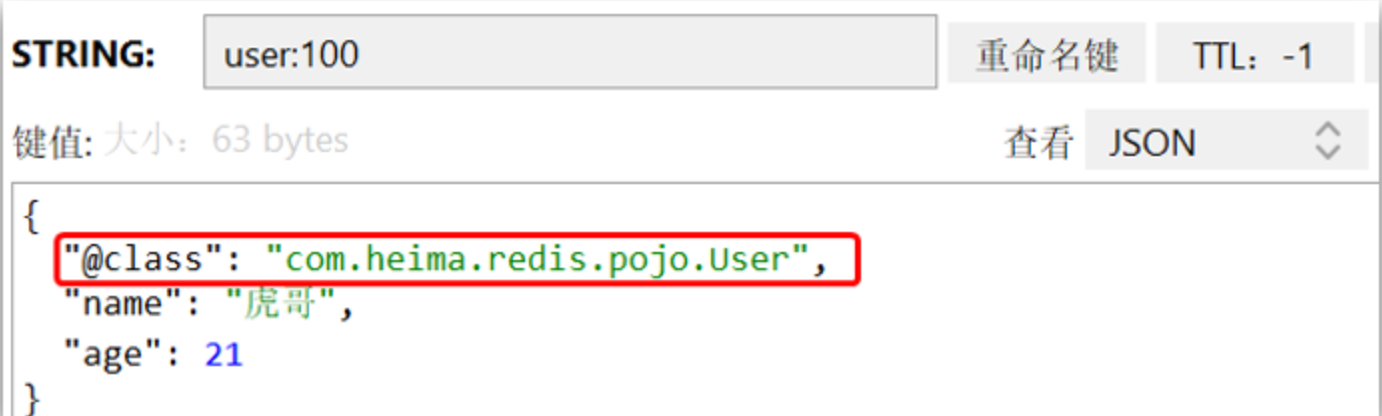 STRING: user:100 重命名键 TTL：-1
键值: 大小：63 bytes 查看 JSON
{
"@class": "com.heima.redis.pojo.User",
"name": "虎哥",
"age": 21
}